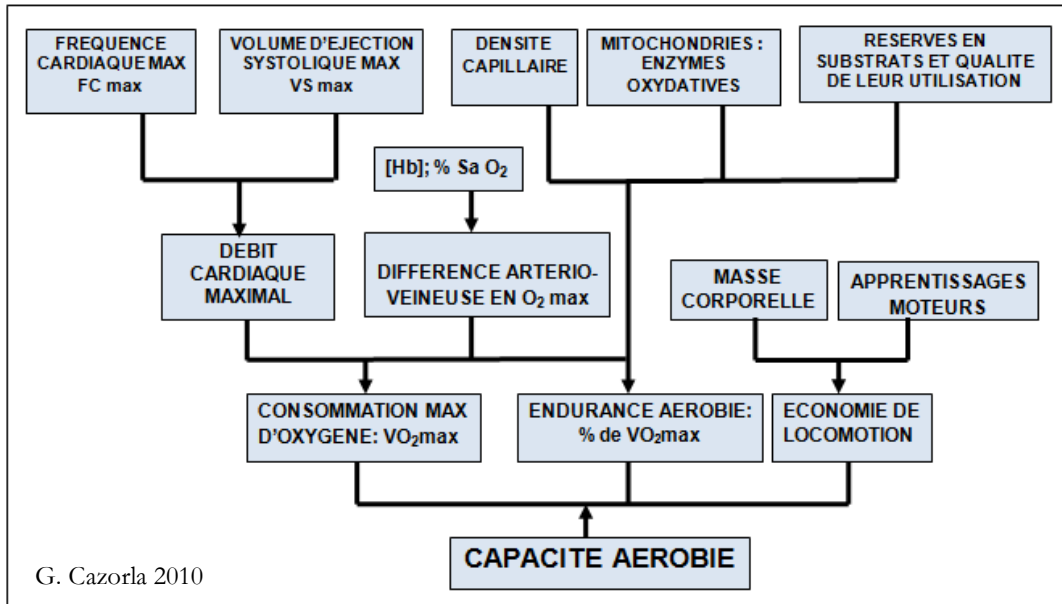 FREQUENCE
CARDIAQUE MAX
FC max
VOLUME D'EJECTION
SYSTOLIQUE MAX
VS max
DENSITE
CAPILLAIRE
MITOCHONDRIES :
ENZYMES
OXYDATIVES
RESERVES EN
SUBSTRATS ET QUALITE
DE LEUR UTILISATION
[Hb]; % Sa O₂
DEBIT
CARDIAQUE
MAXIMAL
DIFFERENCE ARTERIO-
VEINEUSE EN O₂ max
MASSE
CORPORELLE
APPRENTISSAGES
MOTEURS
CONSOMMATION MAX
D'OXYGENE: VO₂max
ENDURANCE AEROBIE:
% de VO₂max
ECONOMIE DE
LOCOMOTION
CAPACITE AEROBIE
G. Cazorla 2010